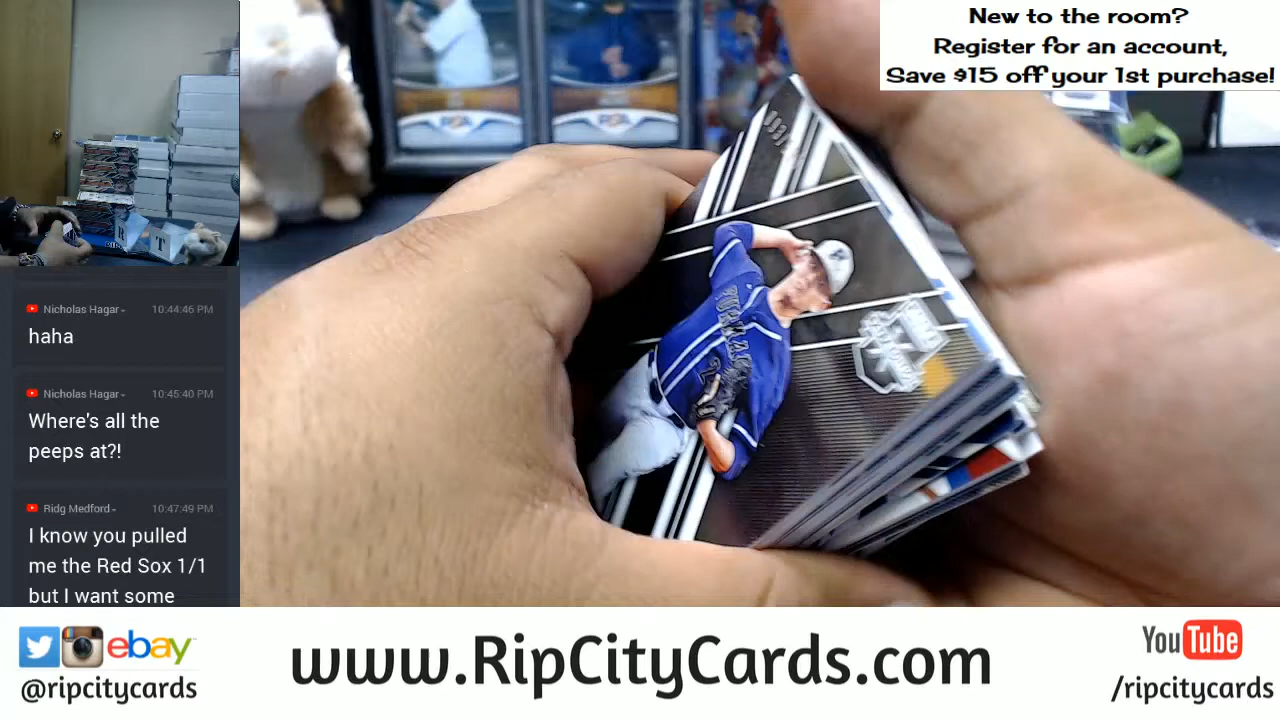 New to the room?
Register for an account,
Save $15 off your 1st purchase!
Nicholas Hagar
10:44:46 PM
haha
Nicholas Hagar
10:45:40 PM
Where's all the
peeps at?!
Ridg Medford
10:47:49 PM
I know you pulled
me the Red Sox 1/1
but I want some
R T
FURMAN
ebay
@ripcitycards
www.RipCityCards.com
You Tube
/ripcitycards